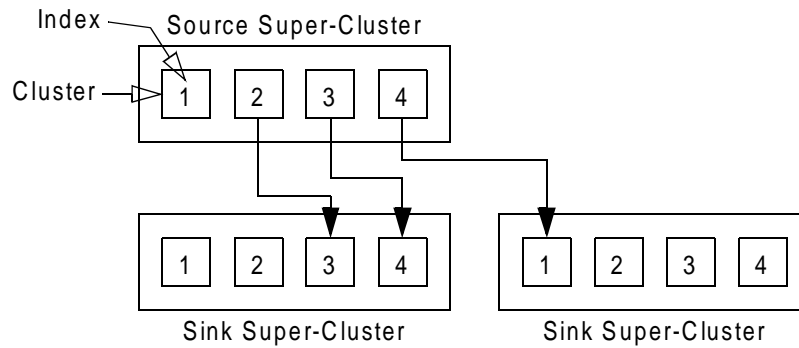 Index
Source Super-Cluster
Cluster
1 2 3 4
1 2 3 4
1 2 3 4
Sink Super-Cluster
Sink Super-Cluster